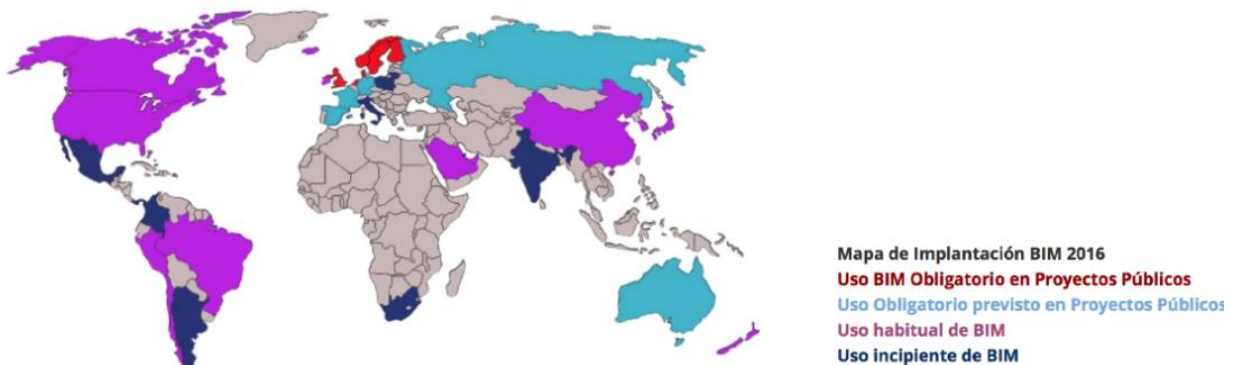 Mapa de Implantación BIM 2016
Uso BIM Obligatorio en Proyectos Públicos
Uso Obligatorio previsto en Proyectos Públicos
Uso habitual de BIM
Uso incipiente de BIM